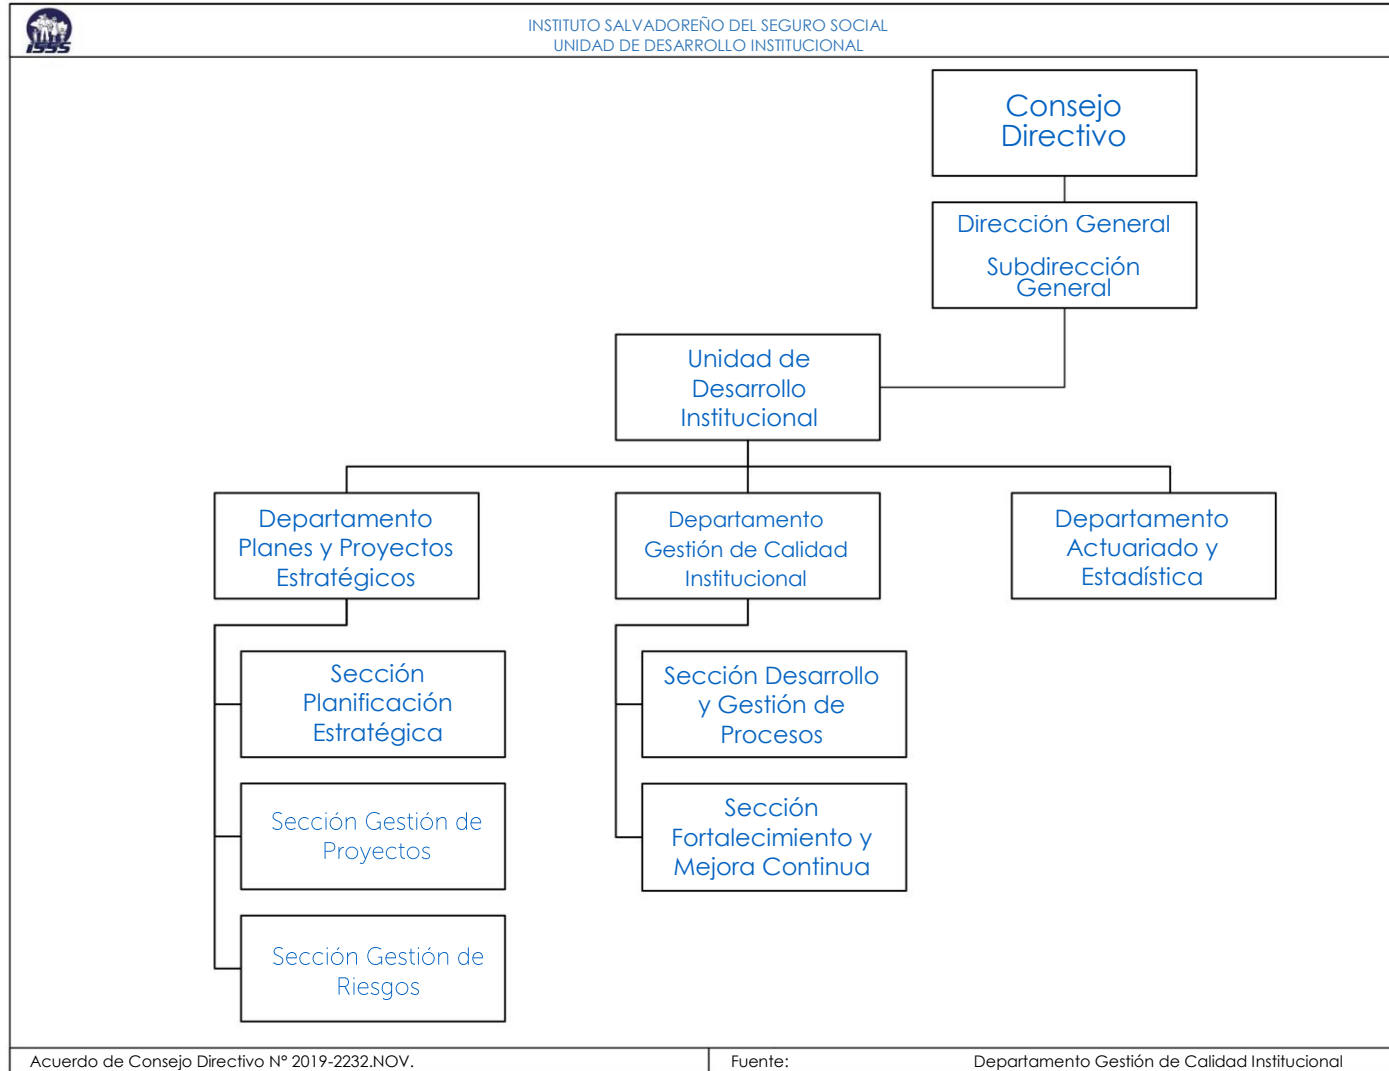 ISSS
INSTITUTO SALVADOREÑO DEL SEGURO SOCIAL
UNIDAD DE DESARROLLO INSTITUCIONAL
Consejo
Directivo
Dirección General
Subdirección
General
Unidad de
Desarrollo
Institucional
Departamento
Planes y Proyectos
Estratégicos
Departamento
Gestión de Calidad
Institucional
Departamento
Actuariado y
Estadística
Sección
Planificación
Estratégica
Sección Desarrollo
y Gestión de
Procesos
Sección Gestión de
Proyectos
Sección
Fortalecimiento y
Mejora Continua
Sección Gestión de
Riesgos
Acuerdo de Consejo Directivo N° 2019-2232.NOV.
Fuente: Departamento Gestión de Calidad Institucional